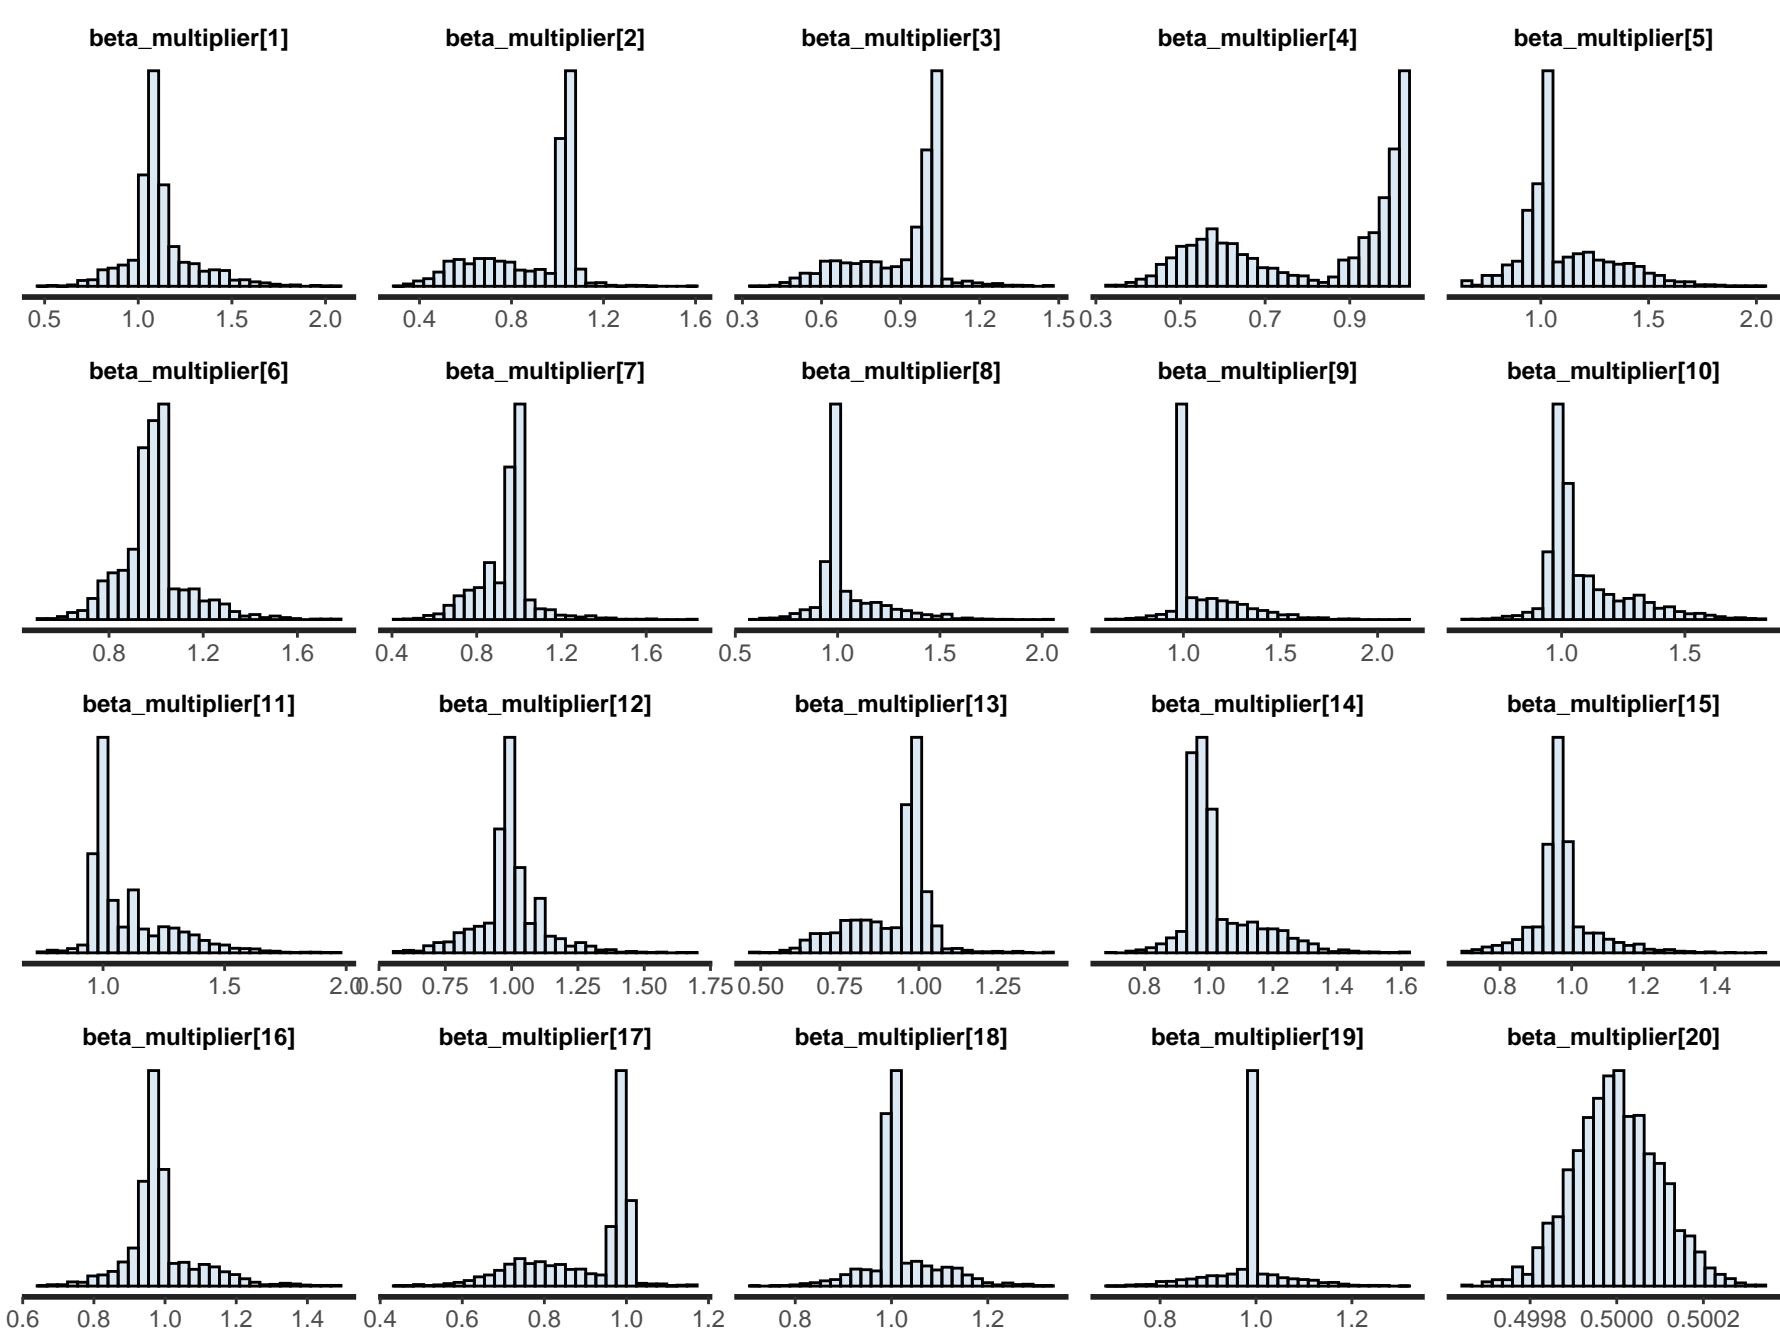 beta_multiplier[1] beta_multiplier[2] beta_multiplier[3] beta_multiplier[4] beta_multiplier[5]
0.5 1.0 1.5 2.0 0.4 0.8 1.2 1.6 0.3 0.6 0.9 1.2 1.5 0.3 0.5 0.7 0.9 1.0 1.5 2.0
beta_multiplier[6] beta_multiplier[7] beta_multiplier[8] beta_multiplier[9] beta_multiplier[10]
0.8 1.2 1.6 0.4 0.8 1.2 1.6 0.5 1.0 1.5 2.0 1.0 1.5 2.0 1.0 1.5
beta_multiplier[11] beta_multiplier[12] beta_multiplier[13] beta_multiplier[14] beta_multiplier[15]
1.0 1.5 2.0 0.50 0.75 1.00 1.25 1.50 1.75 0.50 0.75 1.00 1.25 0.8 1.0 1.2 1.4 1.6 0.8 1.0 1.2 1.4
beta_multiplier[16] beta_multiplier[17] beta_multiplier[18] beta_multiplier[19] beta_multiplier[20]
0.6 0.8 1.0 1.2 1.4 0.4 0.6 0.8 1.0 1.2 0.8 1.0 1.2 0.8 1.0 1.2 0.4998 0.5000 0.5002